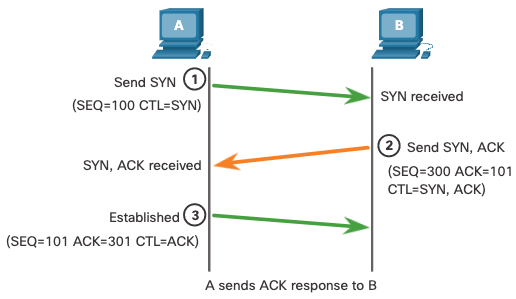 A
B
Send SYN 1
(SEQ=100 CTL=SYN)
SYN received
2 Send SYN, ACK
(SEQ=300 ACK=101
CTL=SYN, ACK)
SYN, ACK received
Established 3
(SEQ=101 ACK=301 CTL=ACK)
A sends ACK response to B